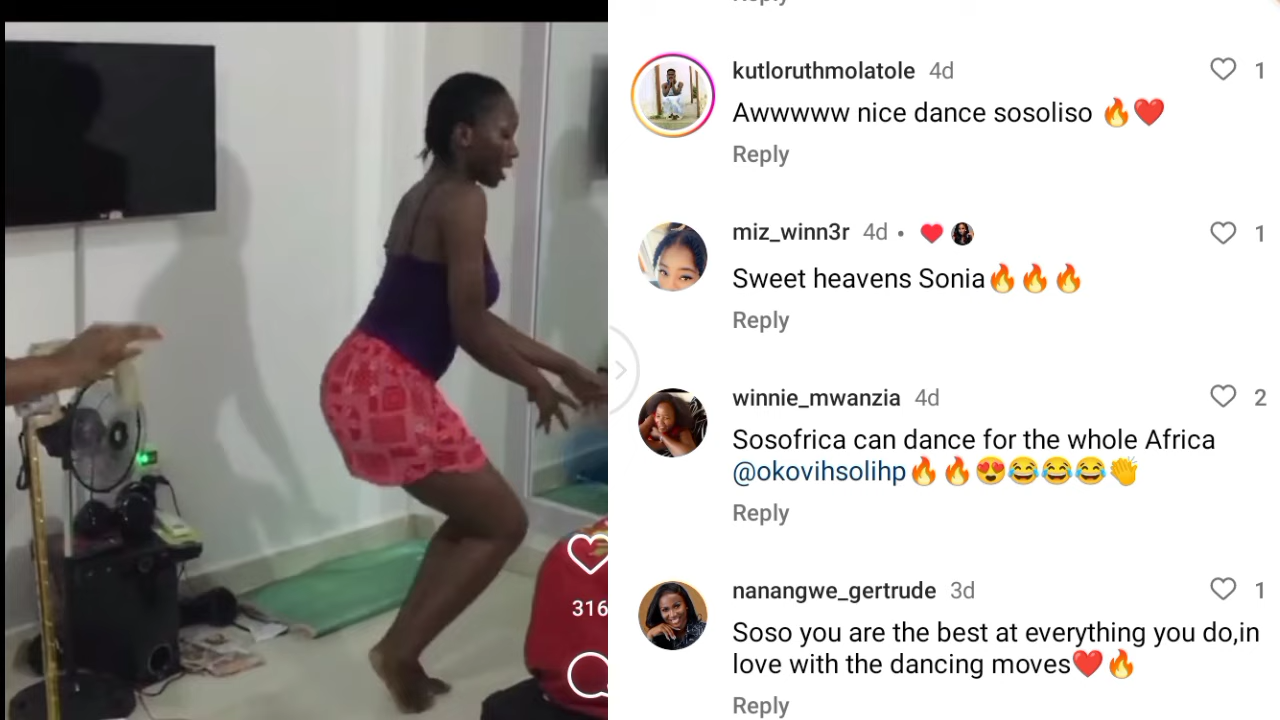 316
kutloruthmolatole 4d
1
Awwwww nice dance sosoliso 🔥❤️
Reply
miz_winn3r 4d • ❤️
1
Sweet heavens Sonia🔥🔥🔥
Reply
winnie_mwanzia 4d
2
Sosofrica can dance for the whole Africa
@okovihsolihp🔥🔥😍😂😂😂👏
Reply
nanangwe_gertrude 3d
1
Soso you are the best at everything you do,in
love with the dancing moves❤️🔥
Reply